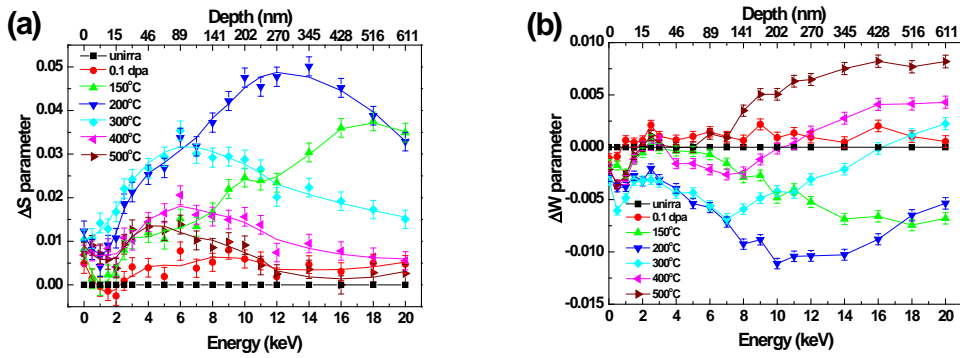 (a)
Depth (nm)
0 15 46 89 141 202 270 345 428 516 611
ΔS parameter
0.05
0.04
0.03
0.02
0.01
0.00
unirra
0.1 dpa
150°C
200°C
300°C
400°C
500°C
0 2 4 6 8 10 12 14 16 18 20
Energy (keV)
(b)
Depth (nm)
0 15 46 89 141 202 270 345 428 516 611
ΔW parameter
0.010
0.005
0.000
-0.005
-0.010
-0.015
unirra
0.1 dpa
150°C
200°C
300°C
400°C
500°C
0 2 4 6 8 10 12 14 16 18 20
Energy (keV)